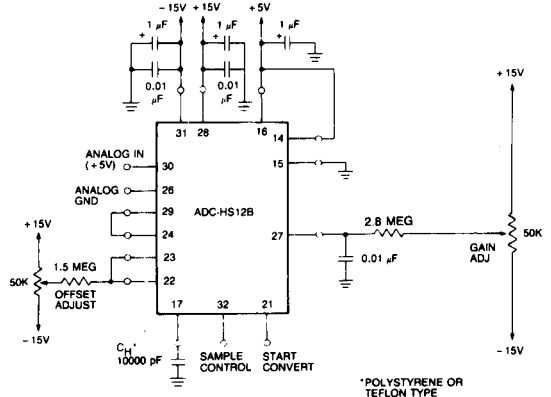 −15V +15V +5V
1 µF 1 µF 1 µF
+ + +
0.01 µF 0.01 µF
31 28 16
14
+15V
ANALOG IN (+5V) 30
15
ANALOG GND 26
ADC-HS12B
29
2.8 MEG
+15V
24
27
50K
23
GAIN ADJ
1.5 MEG
0.01 µF
50K
22
OFFSET ADJUST
17 32 21
−15V
CH*
10000 pF
SAMPLE CONTROL
START CONVERT
−15V
*POLYSTYRENE OR
TEFLON TYPE